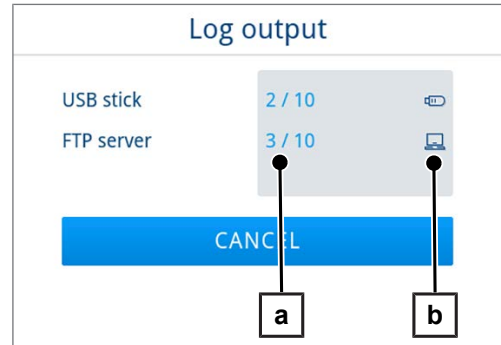 Log output
USB stick 2 / 10
FTP server 3 / 10
CANCEL
a b